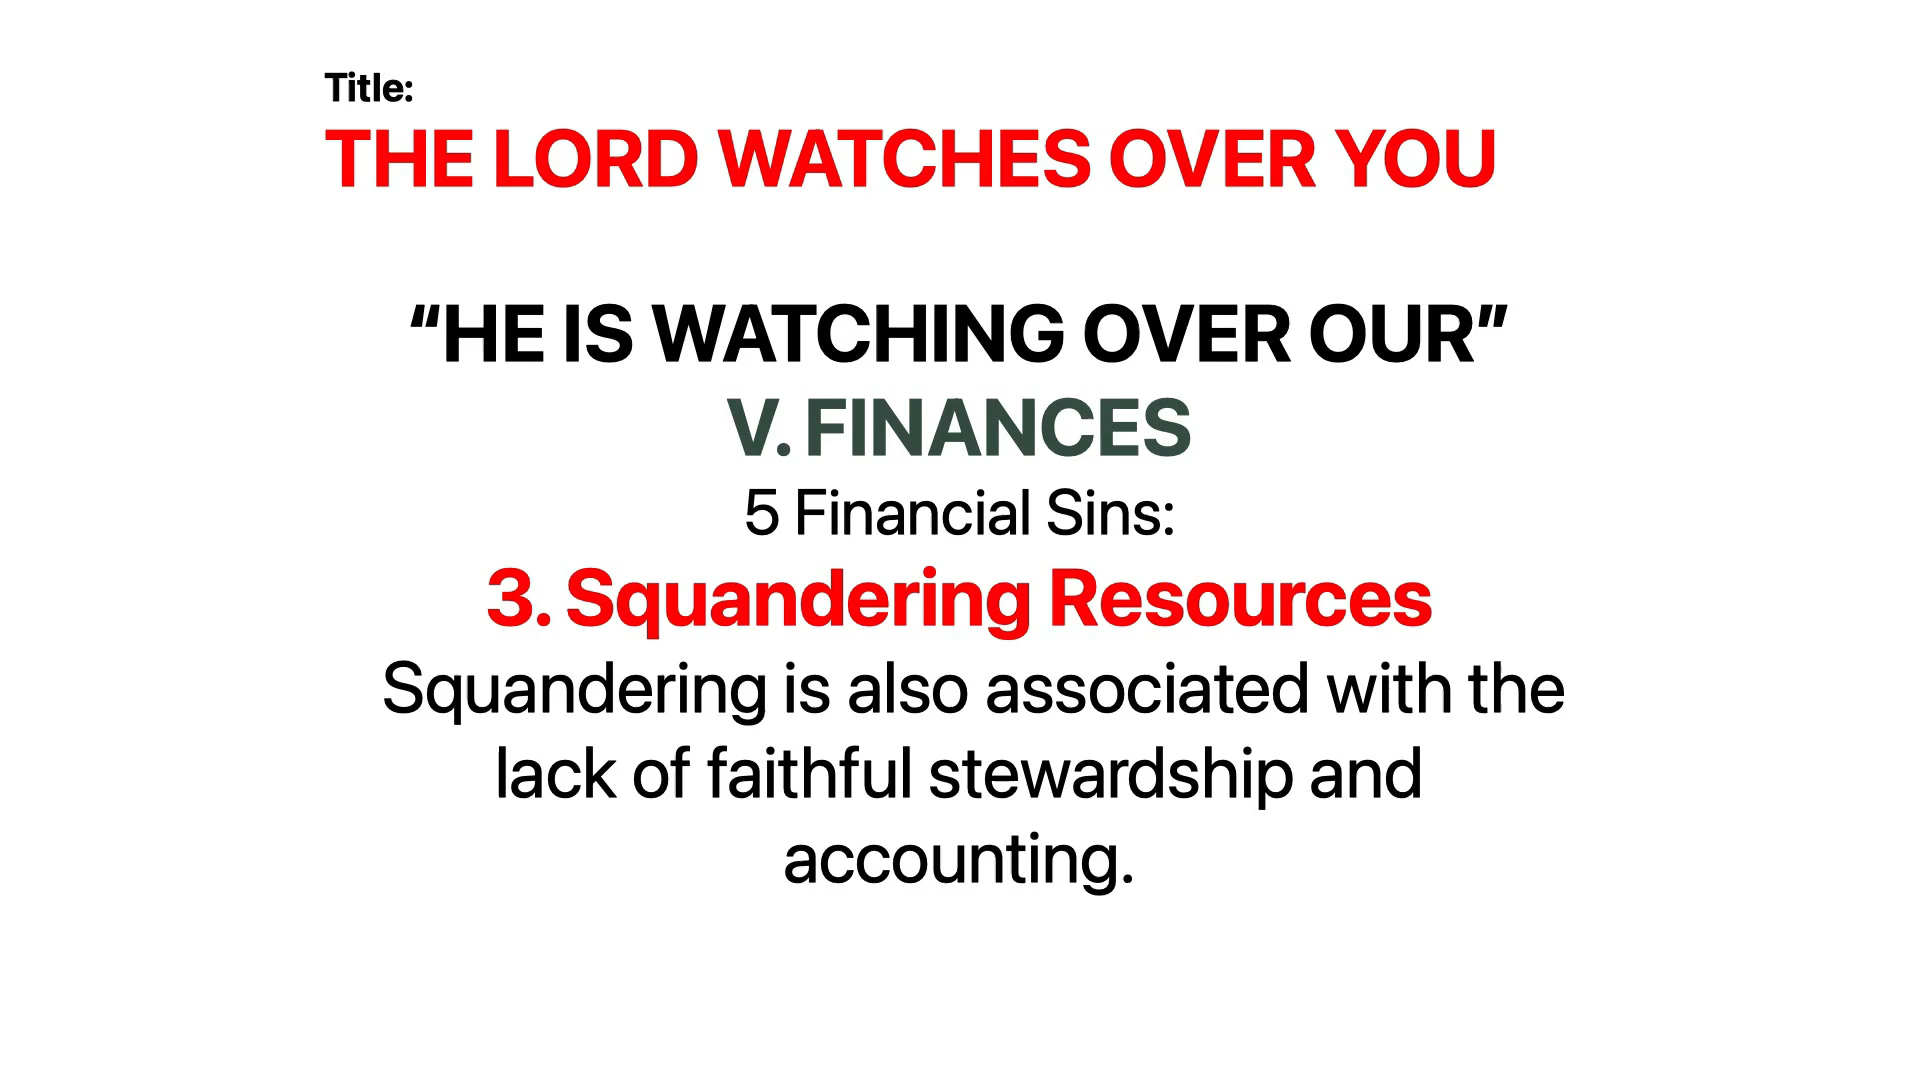 Title:
THE LORD WATCHES OVER YOU
“HE IS WATCHING OVER OUR”
V. FINANCES
5 Financial Sins:
3. Squandering Resources
Squandering is also associated with the
lack of faithful stewardship and
accounting.